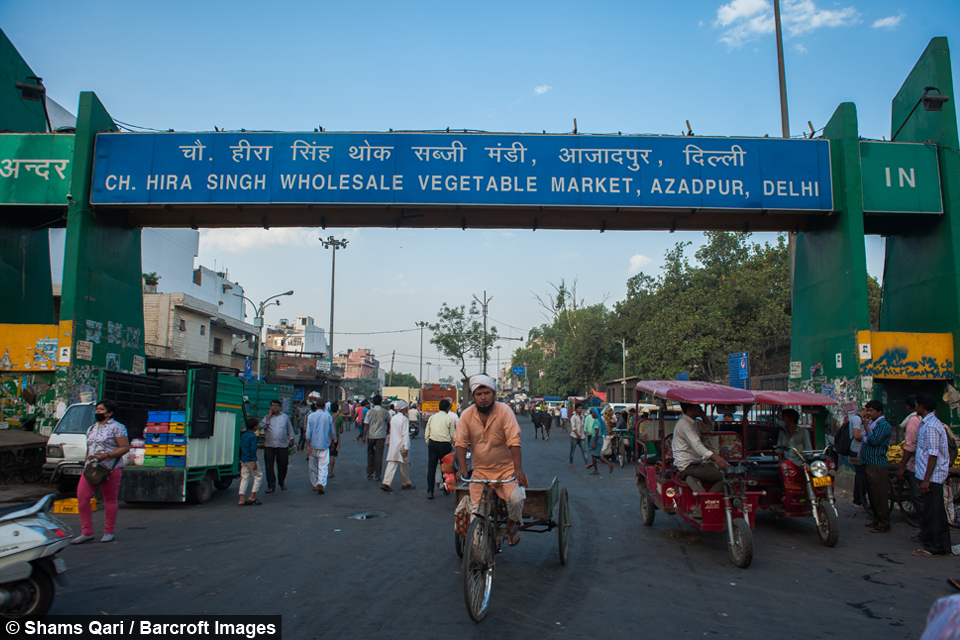 अन्दर
चौ. हीरा सिंह थोक सब्जी मंडी, आजादपुर, दिल्ली
CH. HIRA SINGH WHOLESALE VEGETABLE MARKET, AZADPUR, DELHI
IN
© Shams Qari / Barcroft Images